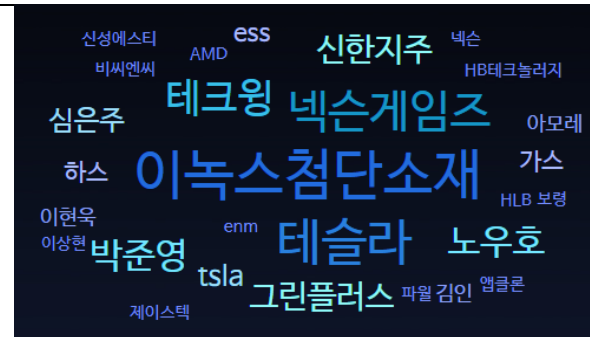 신성에스티 AMD ess 신한지주 넥슨
비씨엔씨 테크윙 넥슨게임즈 HB테크놀러지
심은주 아모레
하스 이녹스첨단소재 가스
HLB 보령
이현욱 enm 테슬라 노우호
이상현 박준영
tsla 그린플러스 파월 김인 앱클론
제이스텍